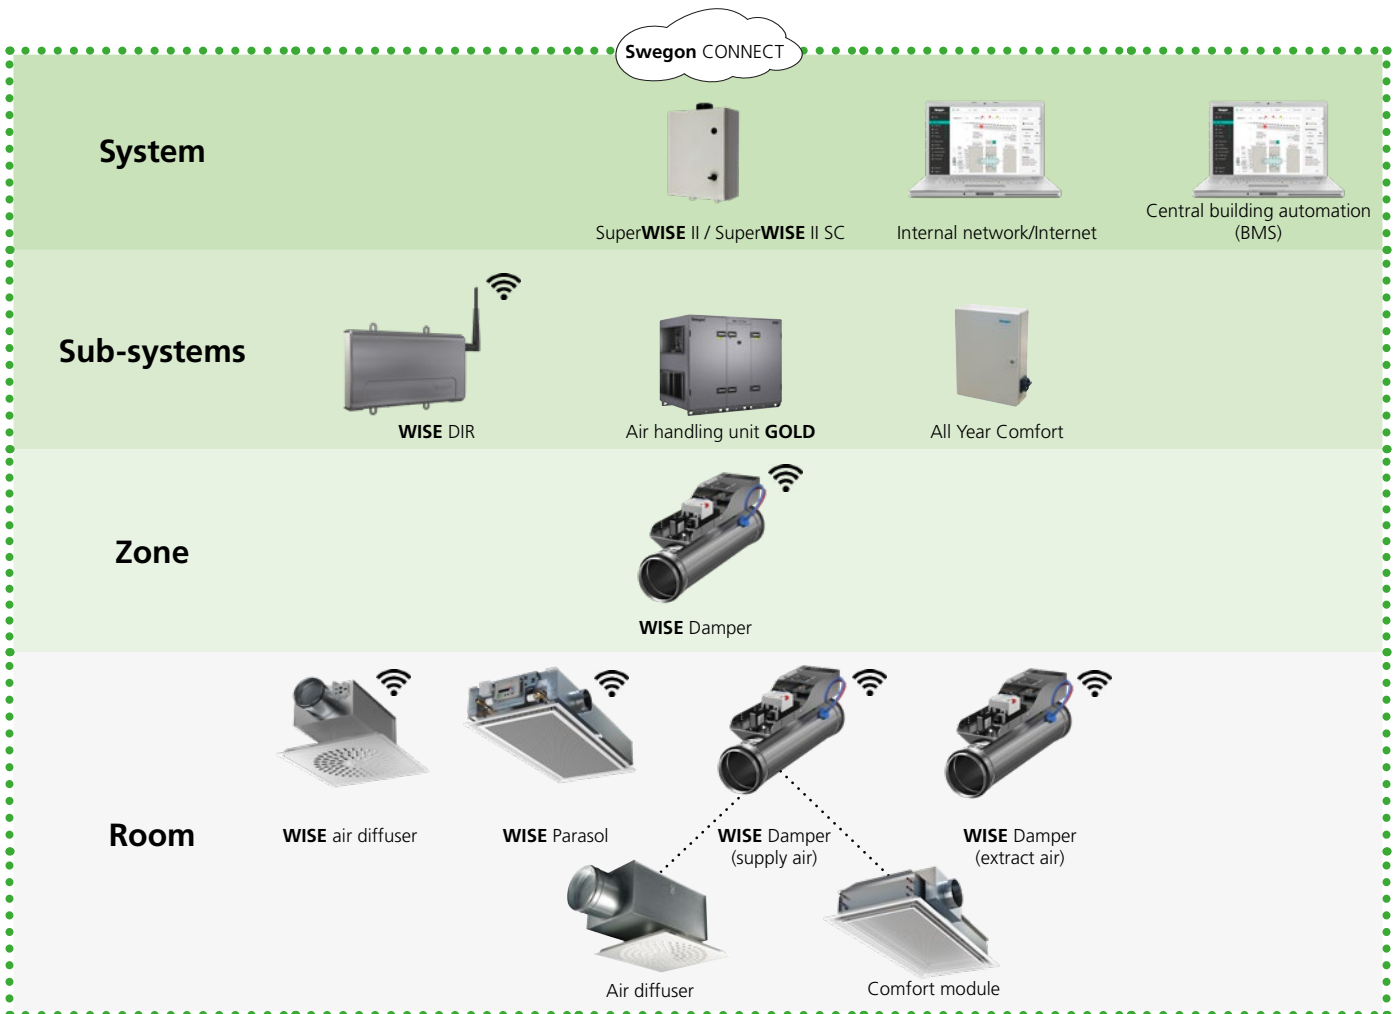 Swegon CONNECT
System
SuperWISE II / SuperWISE II SC
Internal network/Internet
Central building automation
(BMS)
Sub-systems
WISE DIR
Air handling unit GOLD
All Year Comfort
Zone
WISE Damper
Room
WISE air diffuser
WISE Parasol
WISE Damper
(supply air)
WISE Damper
(extract air)
Air diffuser
Comfort module